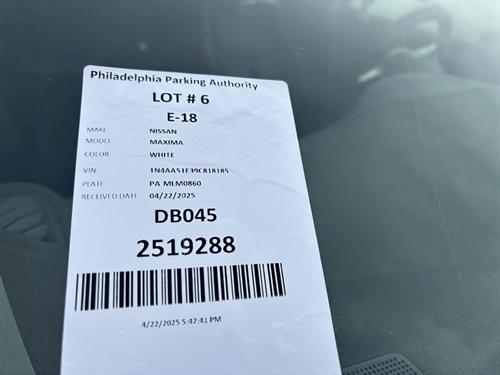 Philadelphia Parking Authority
LOT # 6
E-18
MAKE NISSAN
MODEL MAXIMA
COLOR WHITE
VIN 1N4AA51E39C818185
PLATE PA MLM0860
RECEIVED DATE 04/22/2025
DB045
2519288
4/22/2025 5:47:41 PM